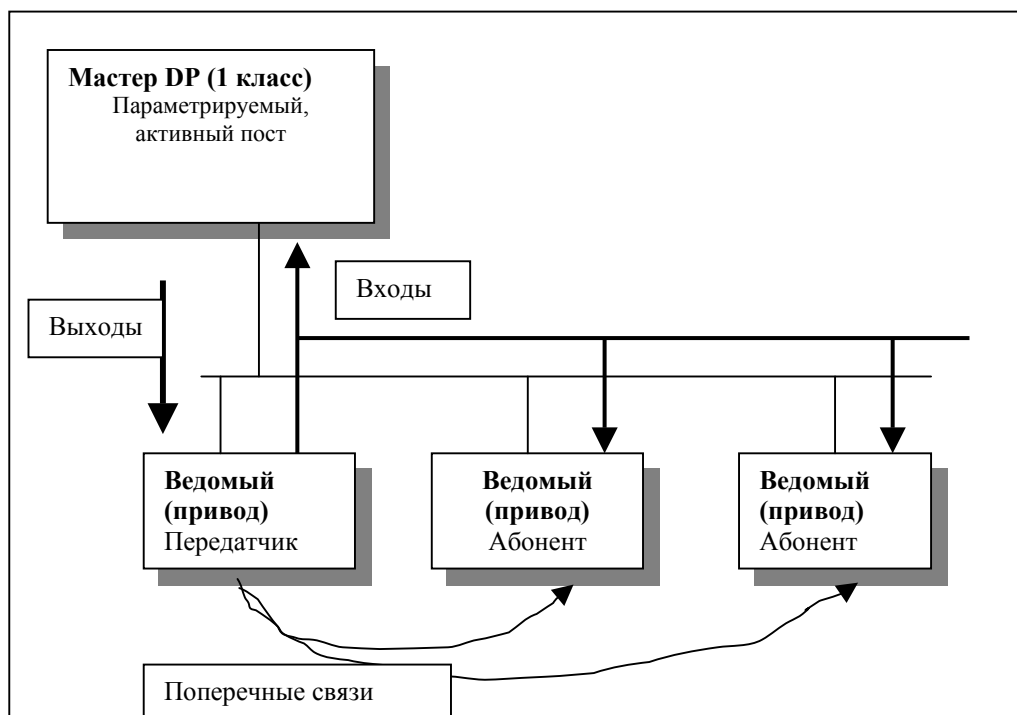 Мастер DP (1 класс)
Параметрируемый,
активный пост
Входы
Выходы
Ведомый
(привод)
Передатчик
Ведомый
(привод)
Абонент
Ведомый
(привод)
Абонент
Поперечные связи